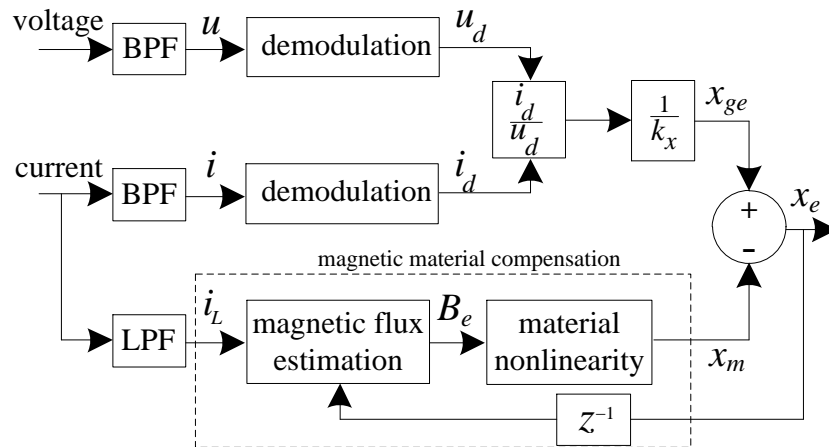 voltage
BPF
u
demodulation
u_d
i_d
u_d
1
k_x
x_ge
current
BPF
i
demodulation
i_d
+
-
x_e
magnetic material compensation
LPF
i_L
magnetic flux
estimation
B_e
material
nonlinearity
x_m
z⁻¹